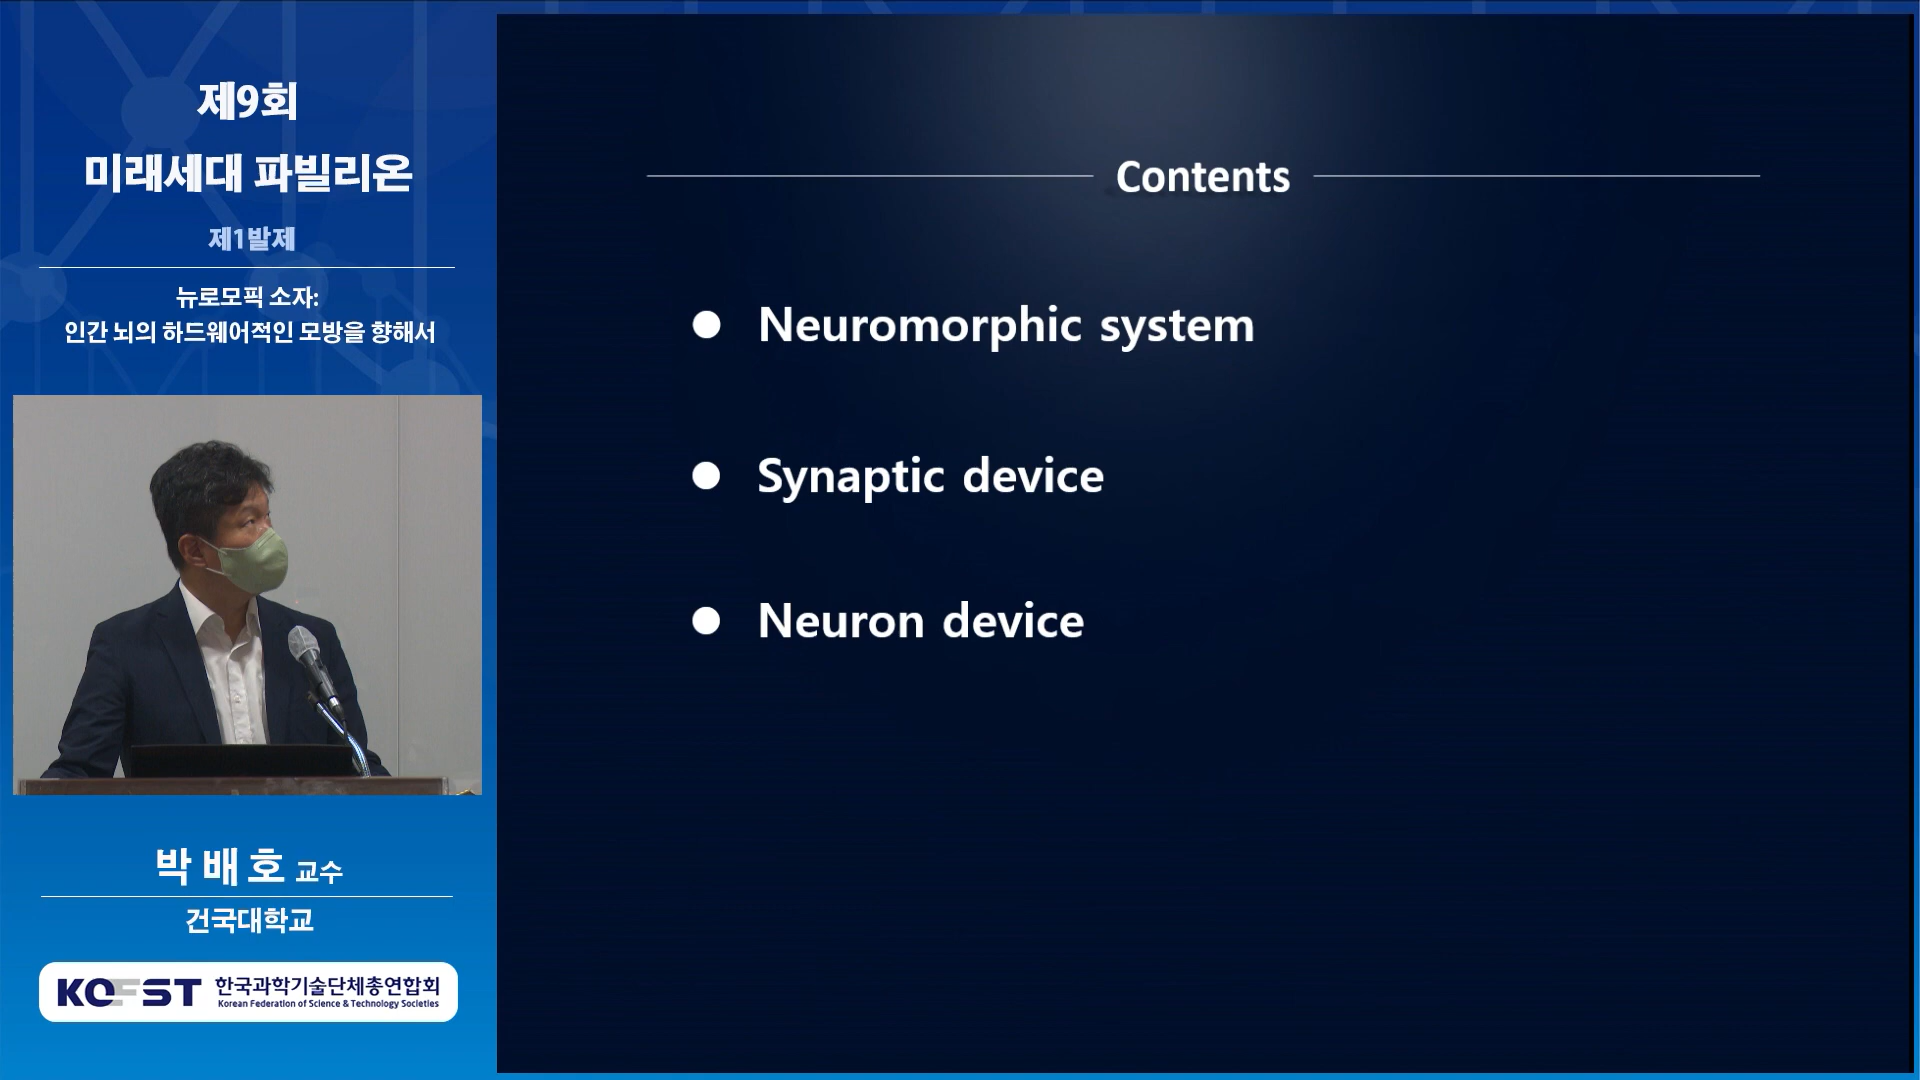 제9회
미래세대 파빌리온
제1발제
뉴로모픽 소자:
인간 뇌의 하드웨어적인 모방을 향해서
박배호 교수
건국대학교
KOFST 한국과학기술단체총연합회
Korean Federation of Science & Technology Societies
Contents
● Neuromorphic system
● Synaptic device
● Neuron device